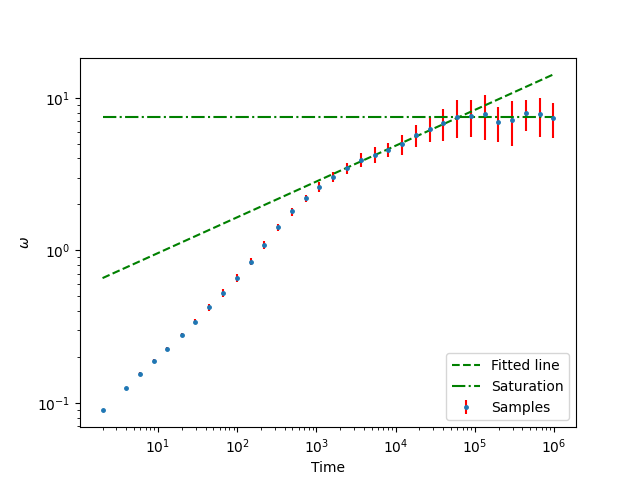 10¹
10⁰
10⁻¹
ω
10¹
10²
10³
10⁴
10⁵
10⁶
Time
Fitted line
Saturation
Samples